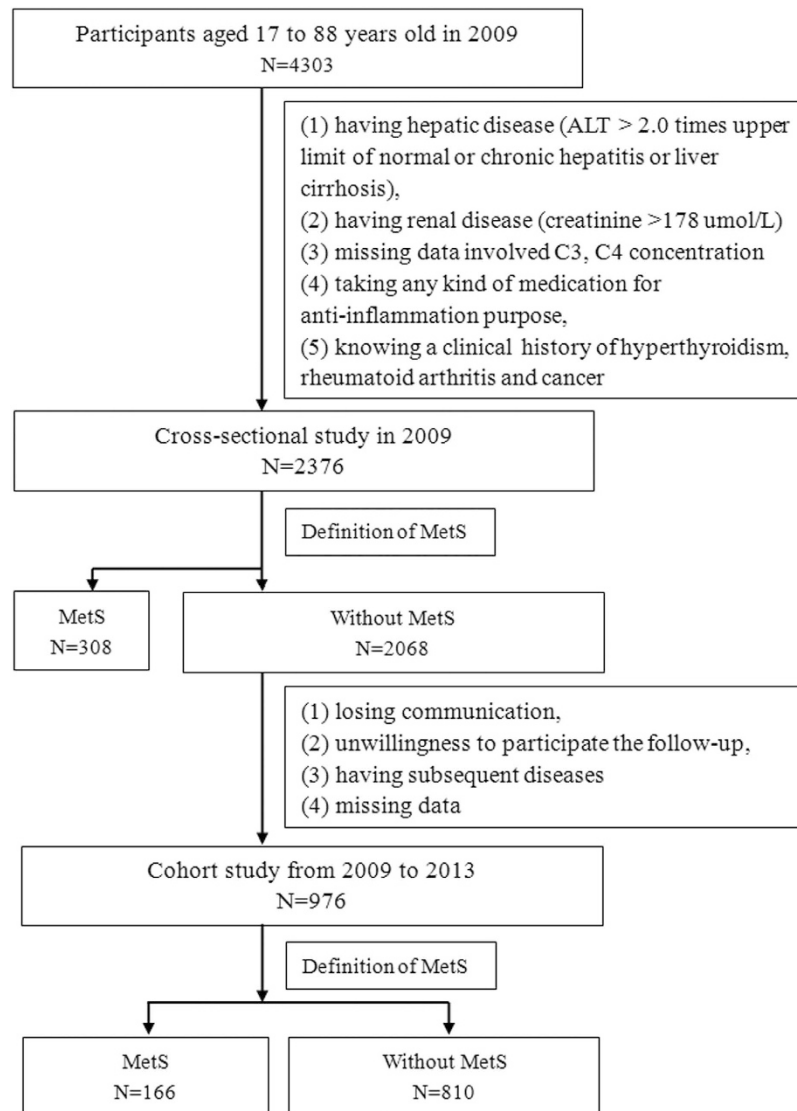 Participants aged 17 to 88 years old in 2009
N=4303
(1) having hepatic disease (ALT > 2.0 times upper
limit of normal or chronic hepatitis or liver
cirrhosis),
(2) having renal disease (creatinine >178 umol/L)
(3) missing data involved C3, C4 concentration
(4) taking any kind of medication for
anti-inflammation purpose,
(5) knowing a clinical history of hyperthyroidism,
rheumatoid arthritis and cancer
Cross-sectional study in 2009
N=2376
Definition of MetS
MetS
N=308
Without MetS
N=2068
(1) losing communication,
(2) unwillingness to participate the follow-up,
(3) having subsequent diseases
(4) missing data
Cohort study from 2009 to 2013
N=976
Definition of MetS
MetS
N=166
Without MetS
N=810